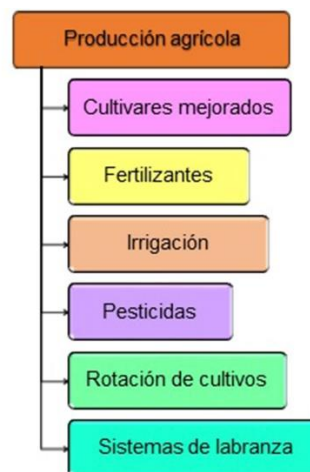 Producción agrícola
Cultivares mejorados
Fertilizantes
Irrigación
Pesticidas
Rotación de cultivos
Sistemas de labranza